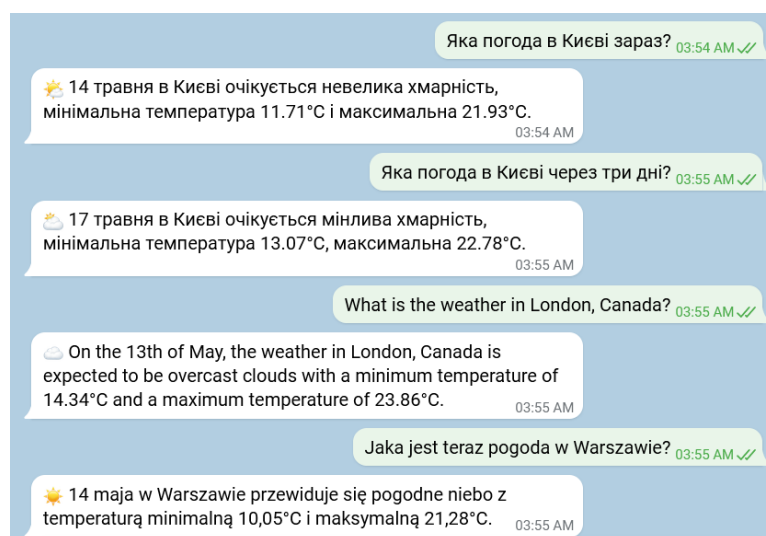 Яка погода в Києві зараз? 03:54 AM
14 травня в Києві очікується невелика хмарність,
мінімальна температура 11.71°C і максимальна 21.93°C.
03:54 AM
Яка погода в Києві через три дні? 03:55 AM
17 травня в Києві очікується мінлива хмарність,
мінімальна температура 13.07°C, максимальна 22.78°C.
03:55 AM
What is the weather in London, Canada? 03:55 AM
On the 13th of May, the weather in London, Canada is
expected to be overcast clouds with a minimum temperature of
14.34°C and a maximum temperature of 23.86°C. 03:55 AM
Jaka jest teraz pogoda w Warszawie? 03:55 AM
14 maja w Warszawie przewiduje się pogodne niebo z
temperaturą minimalną 10,05°C i maksymalną 21,28°C. 03:55 AM